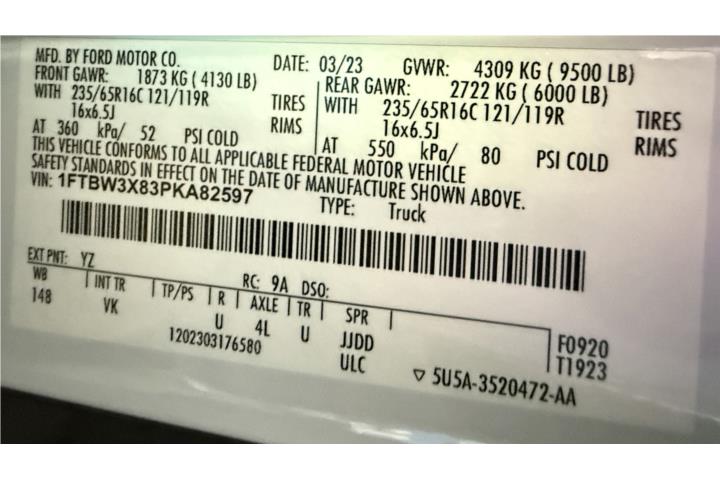 MFD. BY FORD MOTOR CO. DATE: 03/23 GVWR: 4309 KG ( 9500 LB)
FRONT GAWR: 1873 KG ( 4130 LB) REAR GAWR: 2722 KG ( 6000 LB)
WITH 235/65R16C 121/119R TIRES WITH 235/65R16C 121/119R TIRES
16x6.5J RIMS 16x6.5J RIMS
AT 360 kPa/ 52 PSI COLD AT 550 kPa/ 80 PSI COLD
THIS VEHICLE CONFORMS TO ALL APPLICABLE FEDERAL MOTOR VEHICLE
SAFETY STANDARDS IN EFFECT ON THE DATE OF MANUFACTURE SHOWN ABOVE.
VIN: 1FTBW3X83PKA82597 TYPE: Truck
EXT PNT: YZ RC: 9A DSO:
WB INT TR TP/PS R AXLE TR SPR
148 VK U 4L U JJDD F0920
1202303176580 ULC T1923
5U5A-3520472-AA